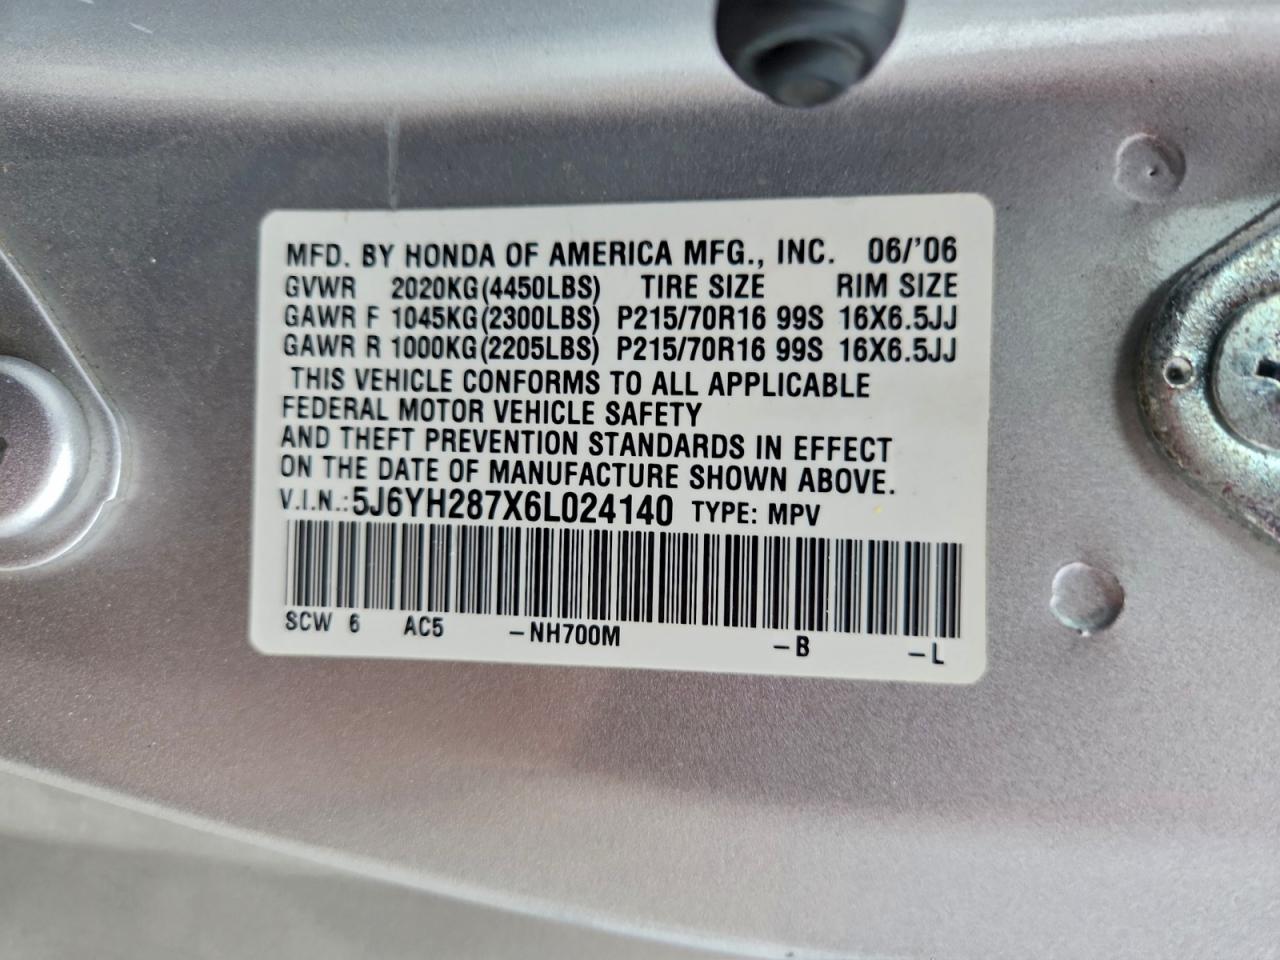 MFD. BY HONDA OF AMERICA MFG., INC. 06/'06
GVWR 2020KG(4450LBS) TIRE SIZE RIM SIZE
GAWR F 1045KG(2300LBS) P215/70R16 99S 16X6.5JJ
GAWR R 1000KG(2205LBS) P215/70R16 99S 16X6.5JJ
THIS VEHICLE CONFORMS TO ALL APPLICABLE
FEDERAL MOTOR VEHICLE SAFETY
AND THEFT PREVENTION STANDARDS IN EFFECT
ON THE DATE OF MANUFACTURE SHOWN ABOVE.
V.I.N.:5J6YH287X6L024140 TYPE: MPV
SCW 6 AC5 -NH700M -B -L